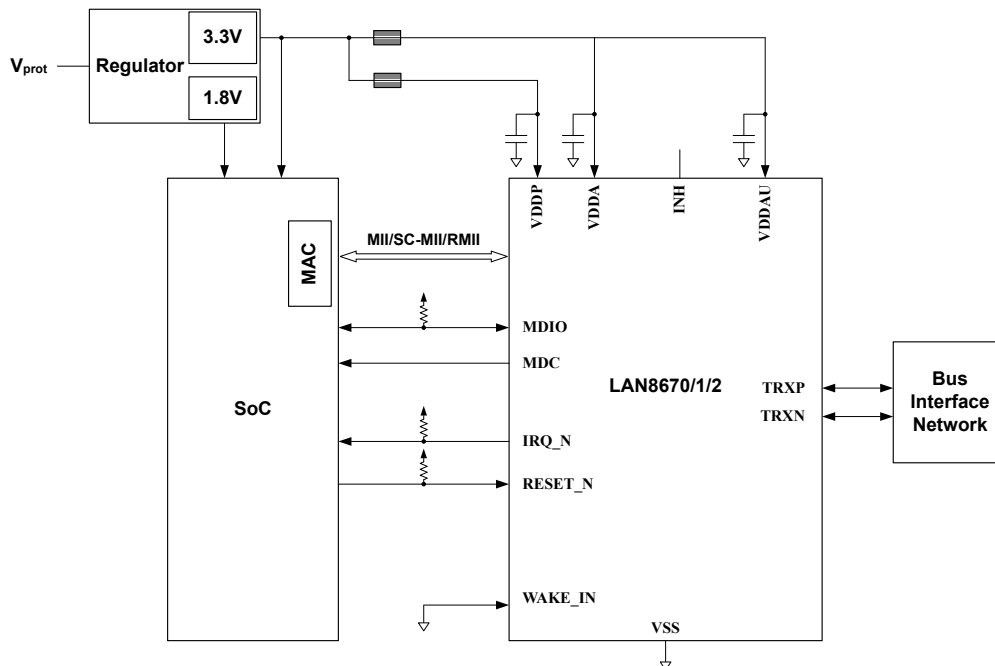 3.3V
Vprot
Regulator
1.8V
VDDP
VDDA
INH
VDDAU
MAC
MII/SC-MII/RMII
MDIO
MDC
SoC
LAN8670/1/2
TRXP
TRXN
Bus
Interface
Network
IRQ_N
RESET_N
WAKE_IN
VSS